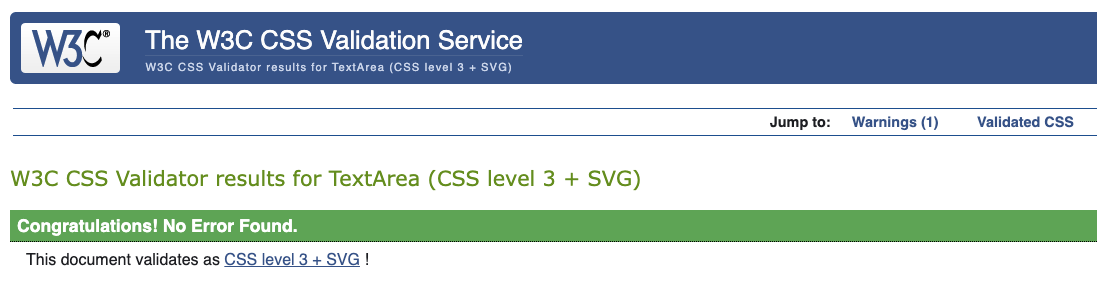 W3C®
The W3C CSS Validation Service
W3C CSS Validator results for TextArea (CSS level 3 + SVG)
Jump to: Warnings (1) Validated CSS
W3C CSS Validator results for TextArea (CSS level 3 + SVG)
Congratulations! No Error Found.
This document validates as CSS level 3 + SVG !